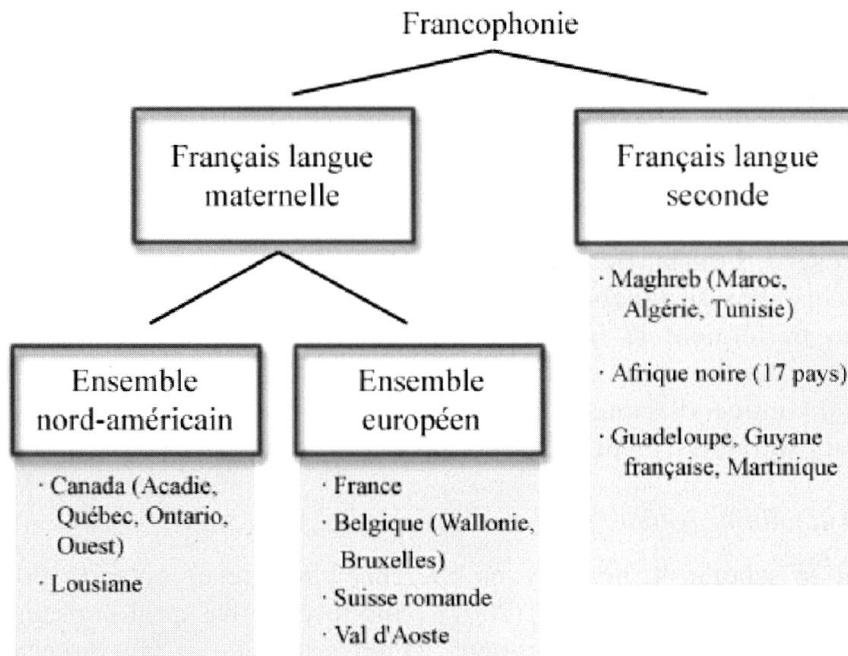 Francophonie
Français langue
maternelle
Français langue
seconde
· Maghreb (Maroc,
Algérie, Tunisie)
· Afrique noire (17 pays)
· Guadeloupe, Guyane
française, Martinique
Ensemble
nord-américain
· Canada (Acadie,
Québec, Ontario,
Ouest)
· Lousiane
Ensemble
européen
· France
· Belgique (Wallonie,
Bruxelles)
· Suisse romande
· Val d'Aoste